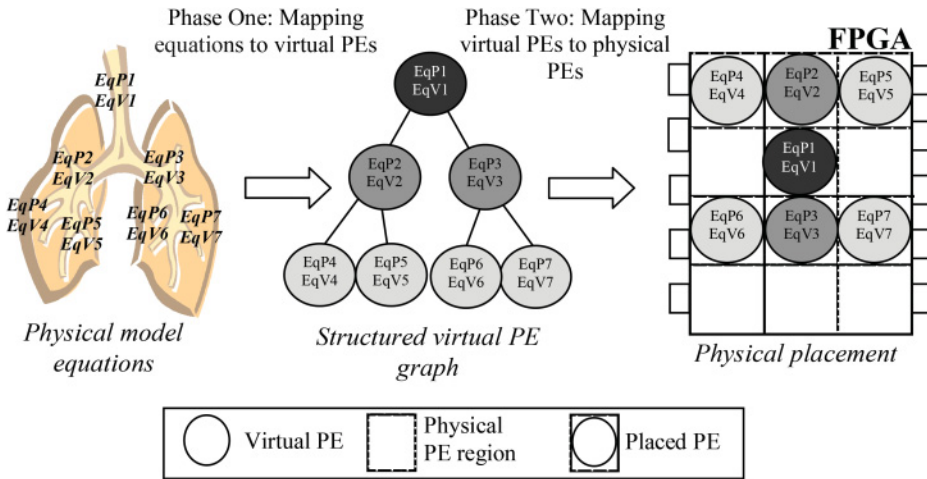 Phase One: Mapping
equations to virtual PEs
Phase Two: Mapping
virtual PEs to physical
PEs
FPGA
EqP1
EqV1
EqP2
EqV2
EqP3
EqV3
EqP4
EqV4
EqP5
EqV5
EqP6
EqV6
EqP7
EqV7
Physical model
equations
EqP1
EqV1
EqP2
EqV2
EqP3
EqV3
EqP4
EqV4
EqP5
EqV5
EqP6
EqV6
EqP7
EqV7
Structured virtual PE
graph
EqP4
EqV4
EqP2
EqV2
EqP5
EqV5
EqP1
EqV1
EqP6
EqV6
EqP3
EqV3
EqP7
EqV7
Physical placement
Virtual PE
Physical
PE region
Placed PE